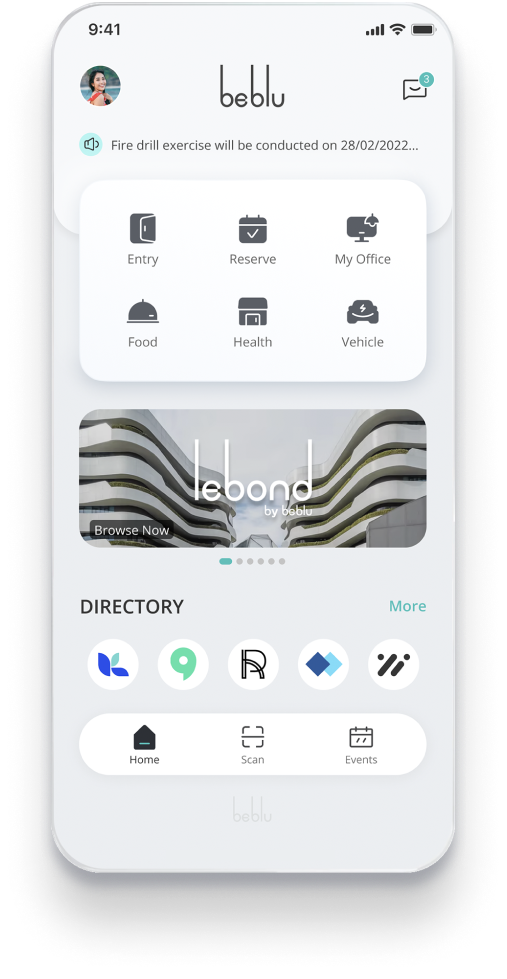 9:41
beblu
3
Fire drill exercise will be conducted on 28/02/2022...
Entry
Reserve
My Office
Food
Health
Vehicle
lebond
by beblu
Browse Now
DIRECTORY
More
Home
Scan
Events
beblu